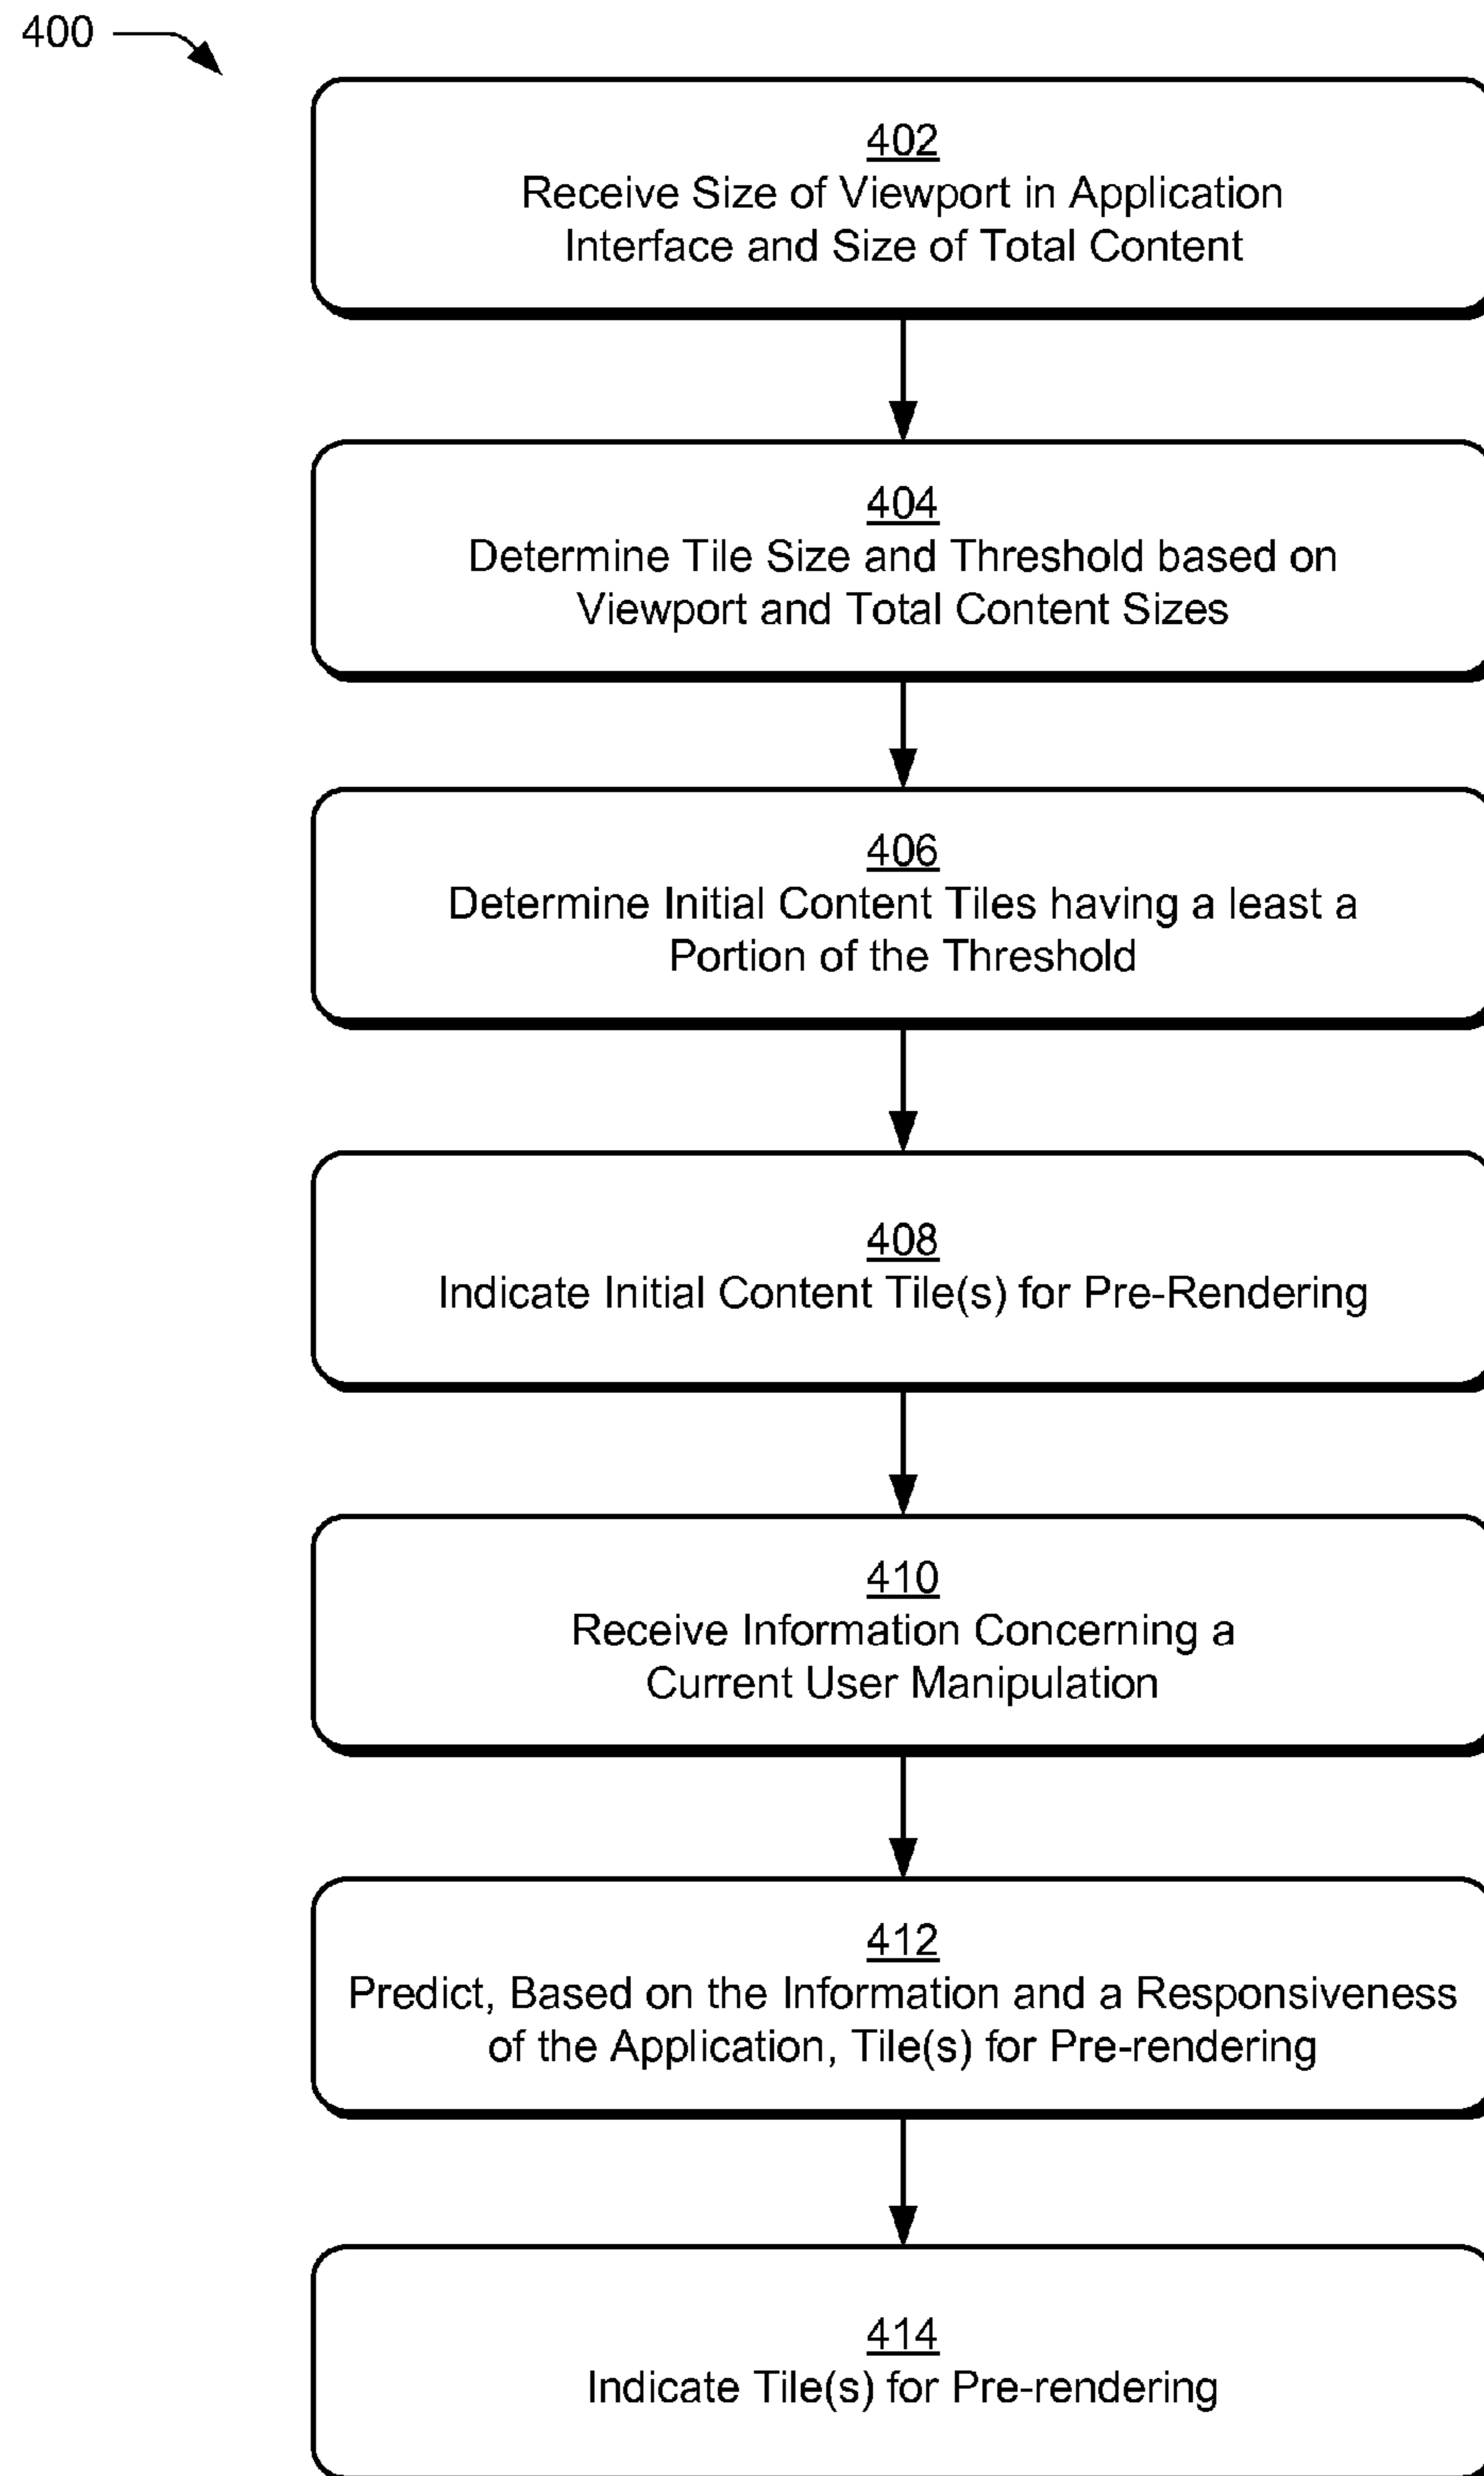 400
402
Receive Size of Viewport in Application
Interface and Size of Total Content
404
Determine Tile Size and Threshold based on
Viewport and Total Content Sizes
406
Determine Initial Content Tiles having a least a
Portion of the Threshold
408
Indicate Initial Content Tile(s) for Pre-Rendering
410
Receive Information Concerning a
Current User Manipulation
412
Predict, Based on the Information and a Responsiveness
of the Application, Tile(s) for Pre-rendering
414
Indicate Tile(s) for Pre-rendering